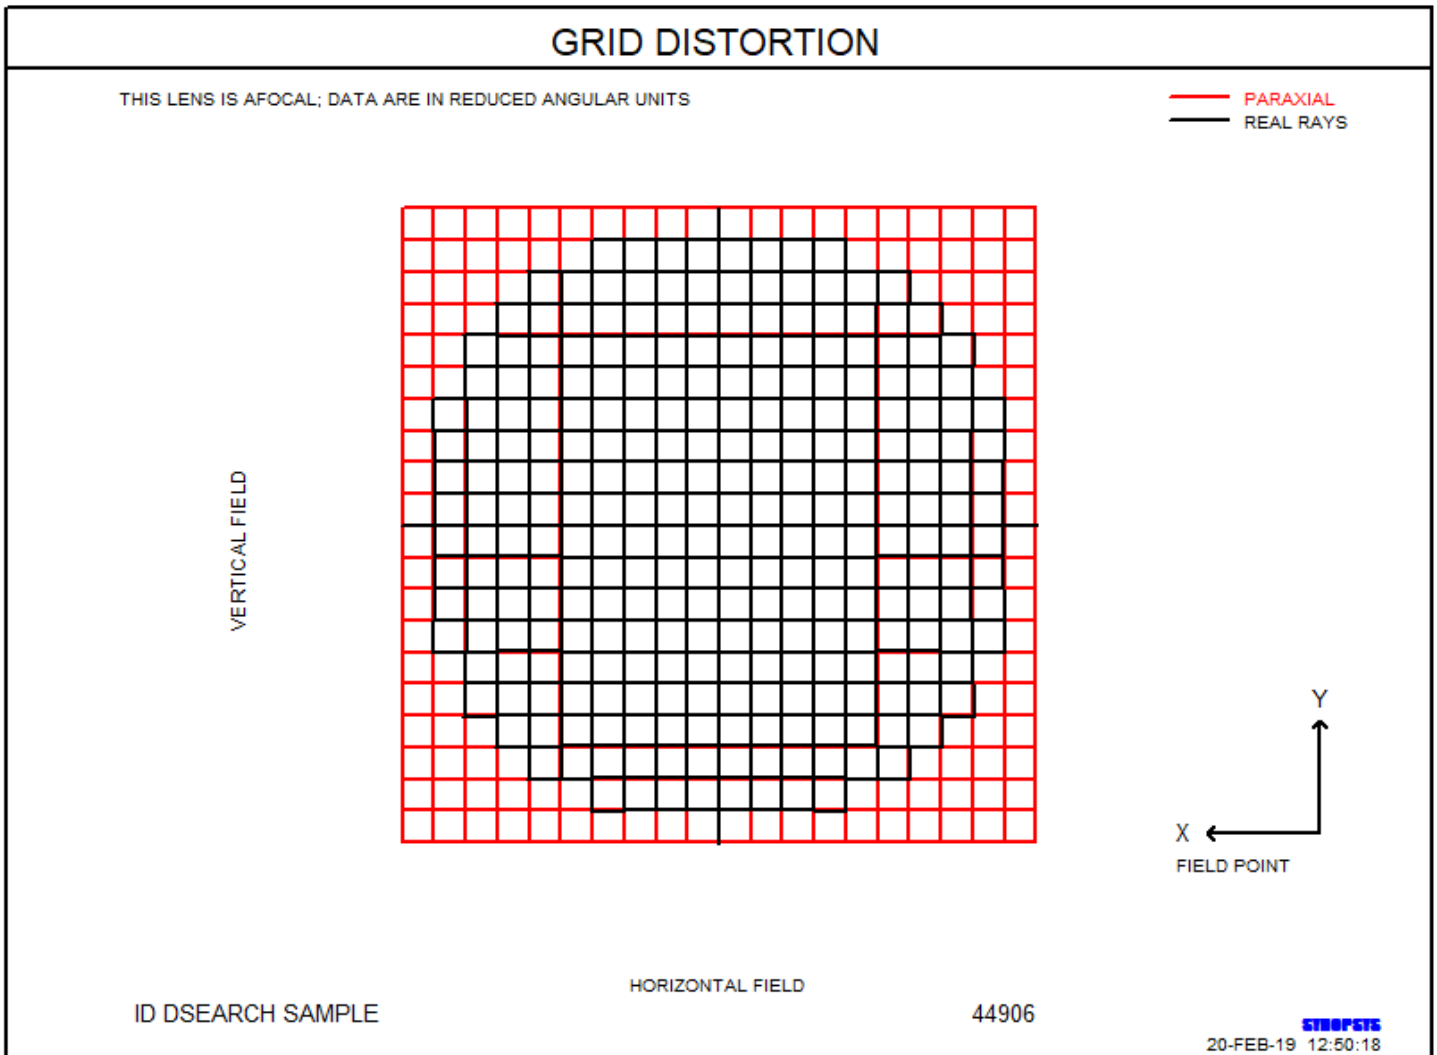 GRID DISTORTION
THIS LENS IS AFOCAL; DATA ARE IN REDUCED ANGULAR UNITS
PARAXIAL
REAL RAYS
VERTICAL FIELD
Y
X
FIELD POINT
HORIZONTAL FIELD
ID DSEARCH SAMPLE
44906
SYNOPSYS
20-FEB-19 12:50:18